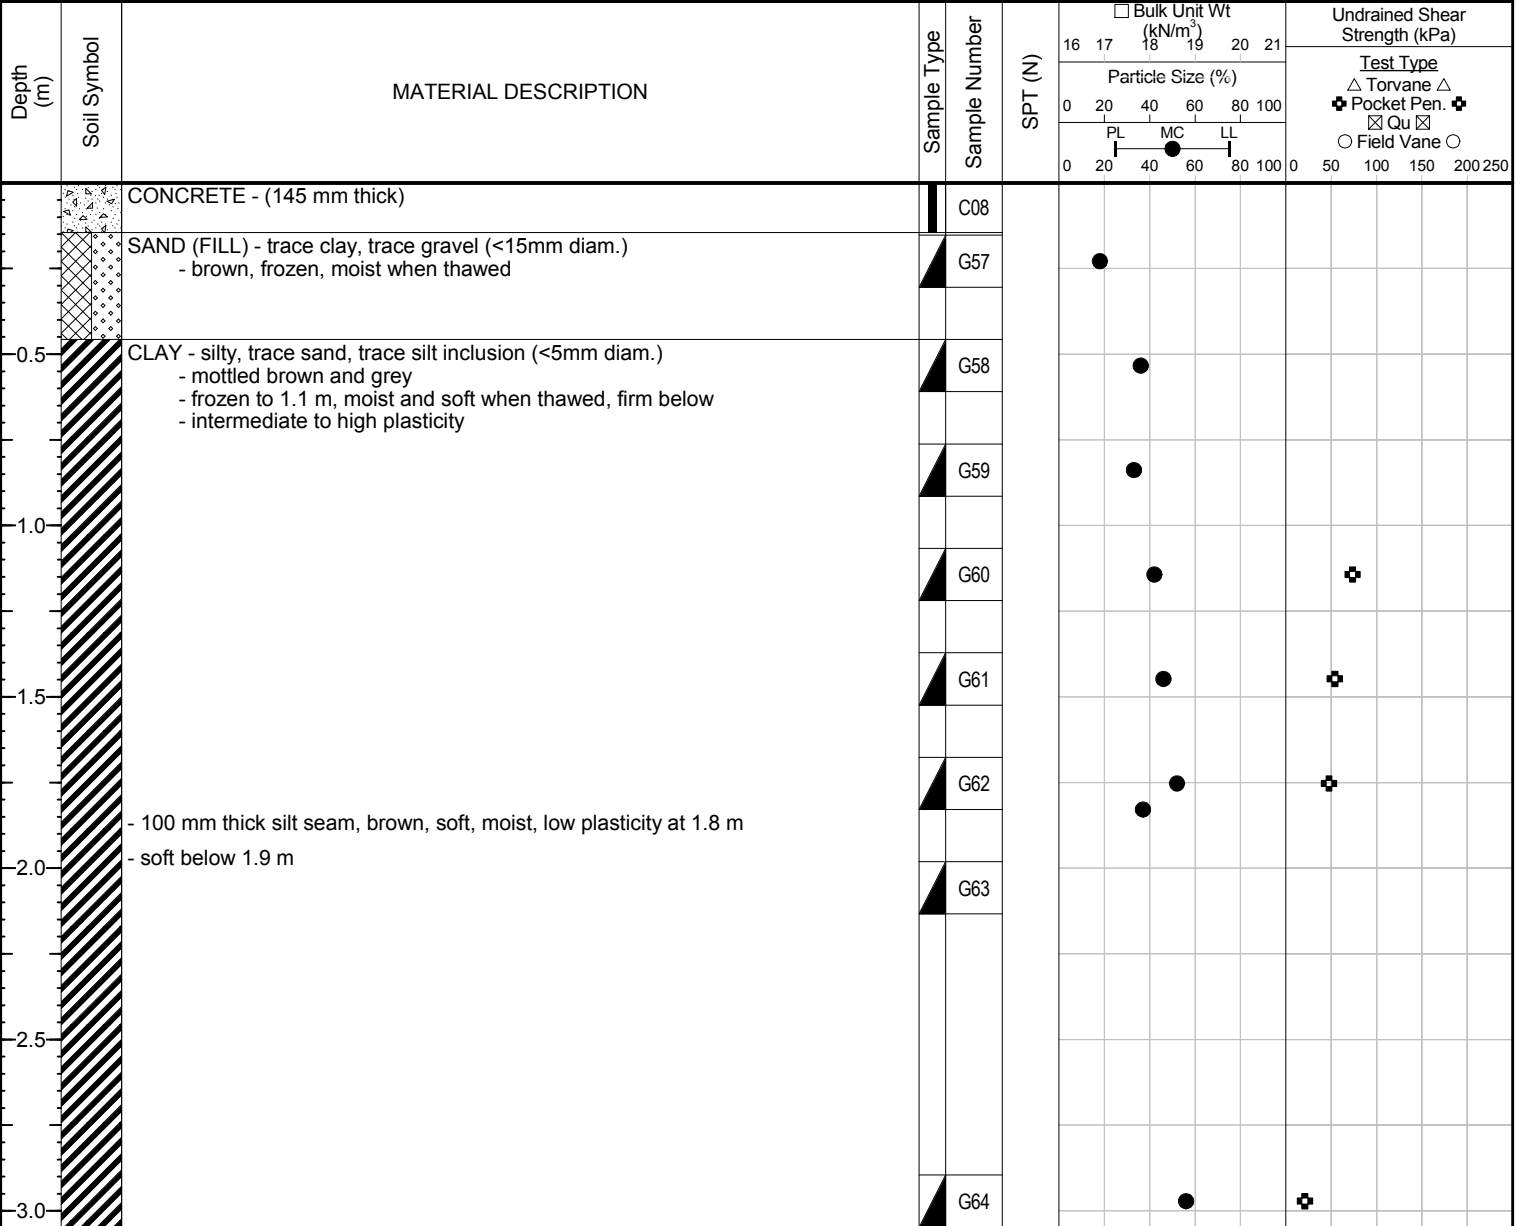 Depth (m)
Soil Symbol
MATERIAL DESCRIPTION
Sample Type
Sample Number
SPT (N)
□ Bulk Unit Wt
(kN/m³)
16 17 18 19 20 21
Particle Size (%)
0 20 40 60 80 100
PL MC LL
0 20 40 60 80 100
Undrained Shear
Strength (kPa)
Test Type
△ Torvane △
✚ Pocket Pen. ✚
☒ Qu ☒
○ Field Vane ○
0 50 100 150 200 250
CONCRETE - (145 mm thick)
C08
SAND (FILL) - trace clay, trace gravel (<15mm diam.)
- brown, frozen, moist when thawed
G57
0.5
CLAY - silty, trace sand, trace silt inclusion (<5mm diam.)
- mottled brown and grey
- frozen to 1.1 m, moist and soft when thawed, firm below
- intermediate to high plasticity
G58
G59
1.0
G60
G61
1.5
G62
- 100 mm thick silt seam, brown, soft, moist, low plasticity at 1.8 m
- soft below 1.9 m
2.0
G63
2.5
G64
3.0